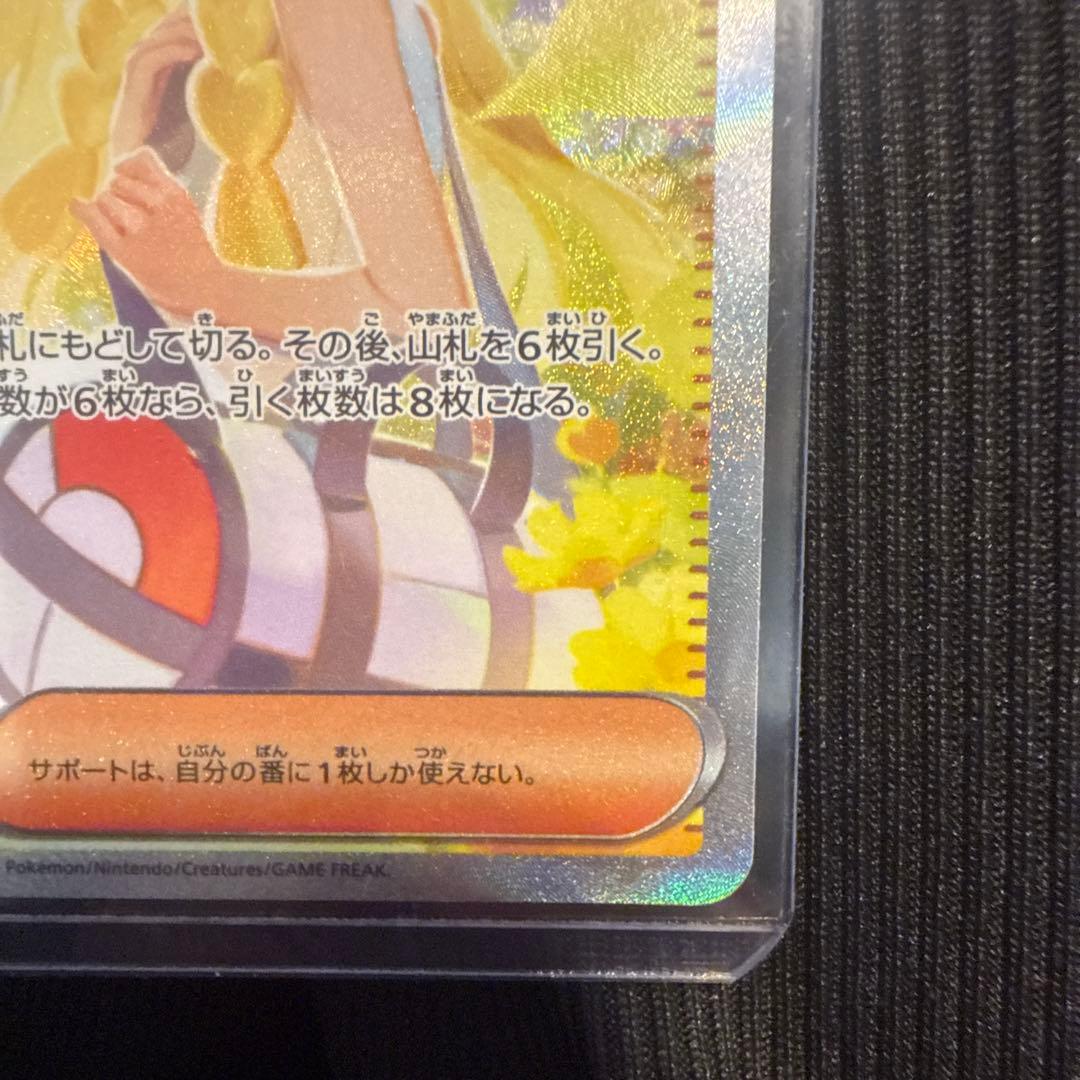 札にもどして切る。その後、山札を6枚引く。
数が6枚なら、引く枚数は8枚になる。
サポートは、自分の番に1枚しか使えない。
Pokémon/Nintendo/Creatures/GAME FREAK.